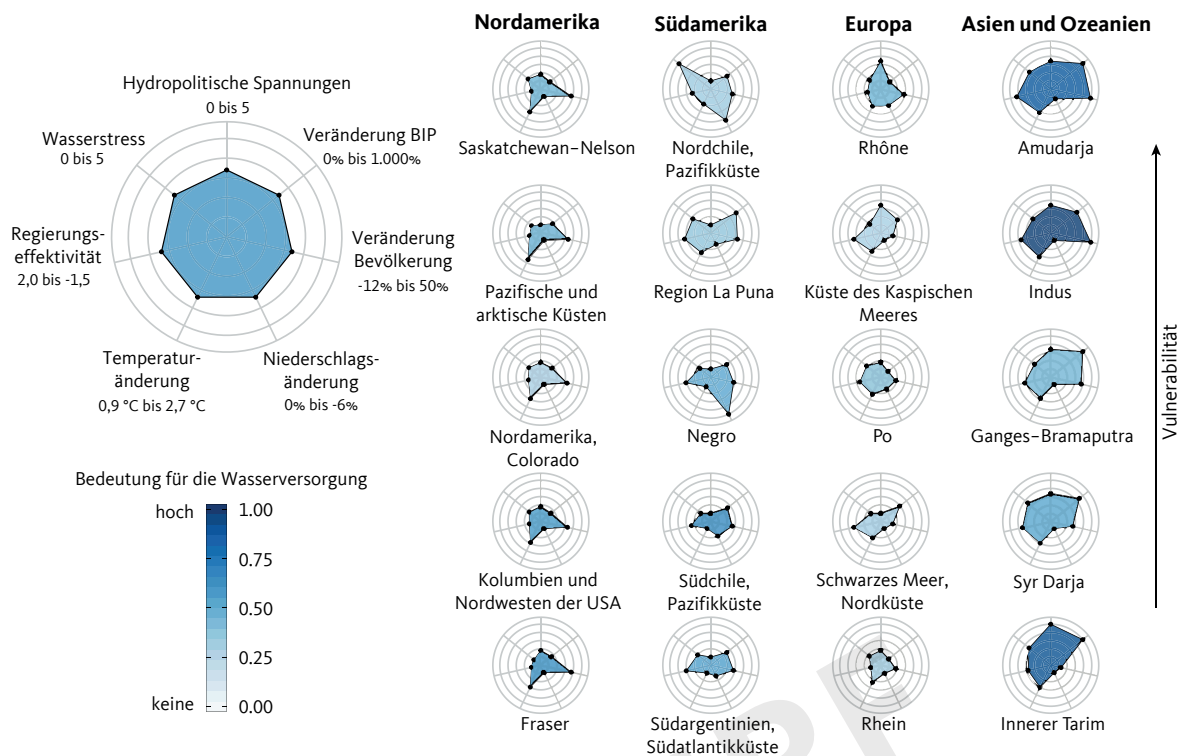 Nordamerika
Südamerika
Europa
Asien und Ozeanien
Hydropolitische Spannungen
0 bis 5
Wasserstress
0 bis 5
Veränderung BIP
0% bis 1.000%
Regierungs-
effektivität
2,0 bis -1,5
Veränderung
Bevölkerung
-12% bis 50%
Temperatur-
änderung
0,9 °C bis 2,7 °C
Niederschlags-
änderung
0% bis -6%
Bedeutung für die Wasserversorgung
hoch
1.00
0.75
0.50
0.25
keine
0.00
Saskatchewan–Nelson
Nordchile,
Pazifikküste
Rhône
Amudarja
Pazifische und
arktische Küsten
Region La Puna
Küste des Kaspischen
Meeres
Indus
Nordamerika,
Colorado
Negro
Po
Ganges–Bramaputra
Kolumbien und
Nordwesten der USA
Südchile,
Pazifikküste
Schwarzes Meer,
Nordküste
Syr Darja
Fraser
Südargentinien,
Südatlantikküste
Rhein
Innerer Tarim
Vulnerabilität